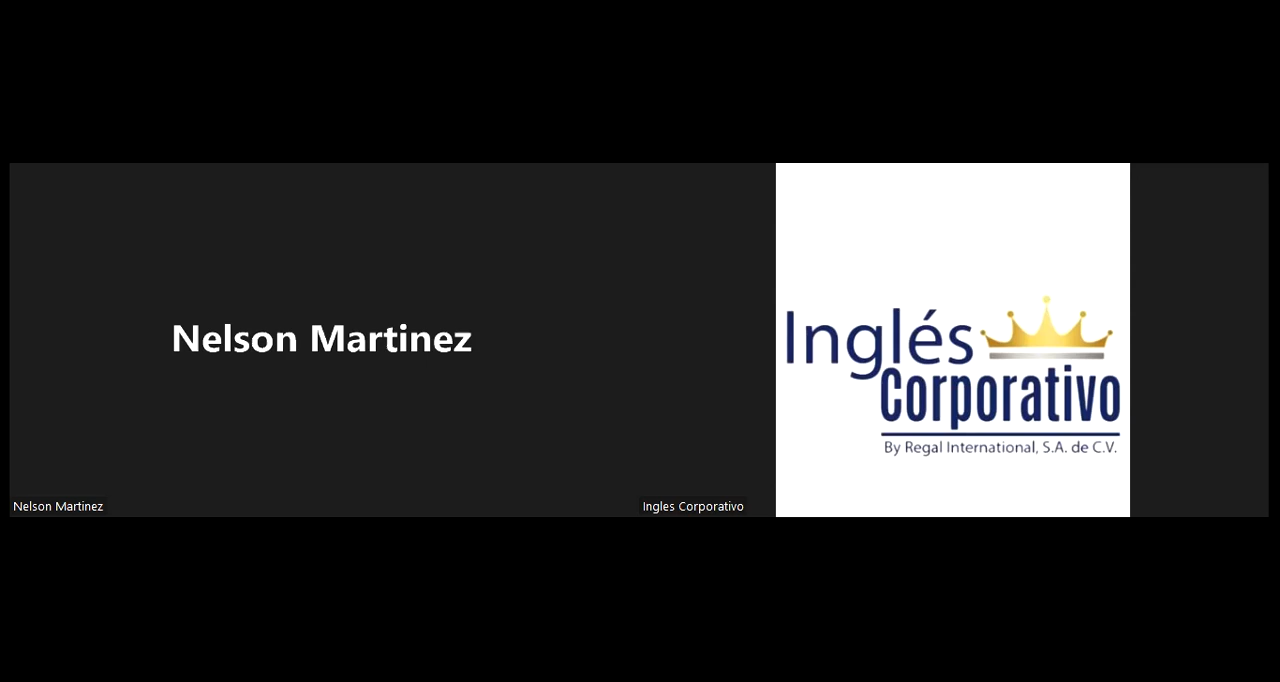 Nelson Martinez
Nelson Martinez
Inglés
Corporativo
By Regal International, S.A. de C.V.
Ingles Corporativo